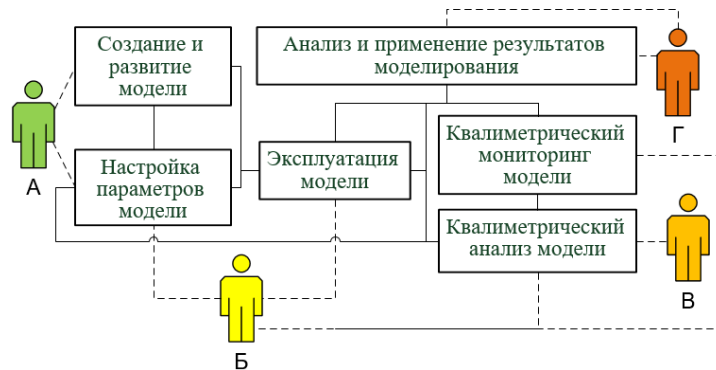 Создание и
развитие
модели
Анализ и применение результатов
моделирования
А
Настройка
параметров
модели
Эксплуатация
модели
Квалиметрический
мониторинг
модели
Г
Квалиметрический
анализ модели
В
Б